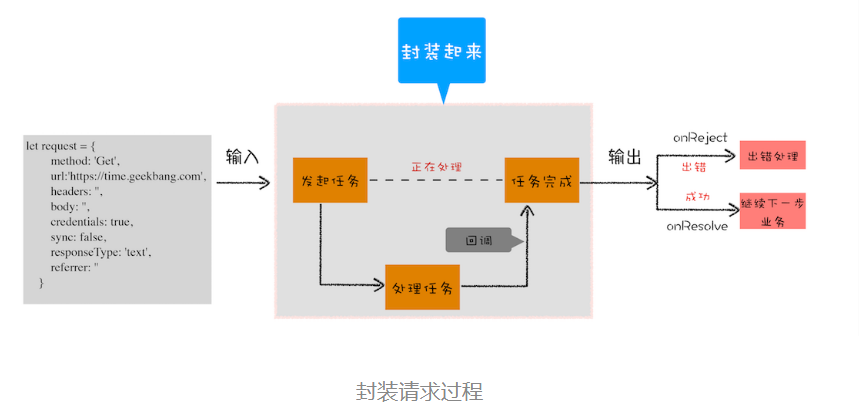 封装起来
let request = {
method: 'Get',
url:'https://time.geekbang.com',
headers: '',
body: '',
credentials: true,
sync: false,
responseType: 'text',
referrer: ''
}
输入
发起任务
正在处理
任务完成
回调
处理任务
输出
onReject
出错
出错处理
成功
onResolve
继续下一步
业务
封装请求过程